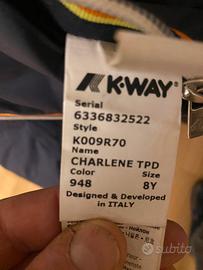 K-WAY
Serial
6336832522
Style
K009R70
Name
CHARLENE TPD
Color Size
948 8Y
Designed & Developed
in ITALY
subito